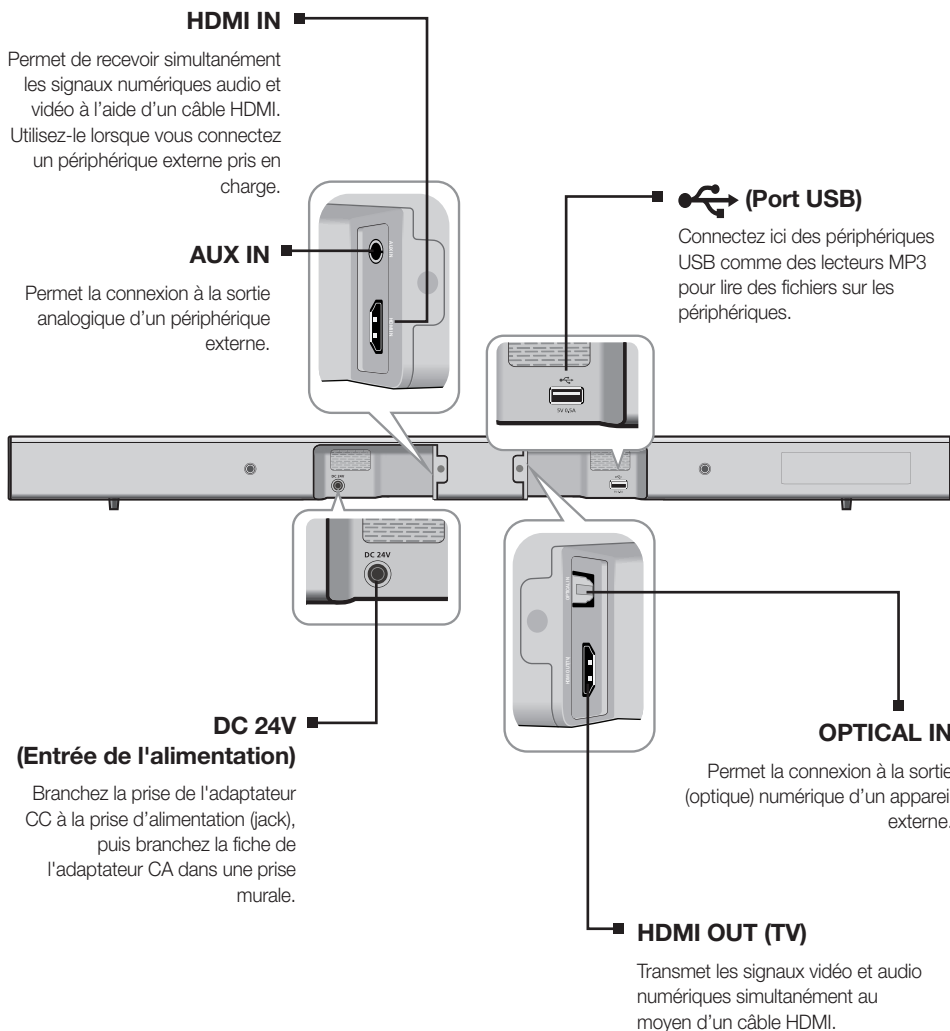 HDMI IN
Permet de recevoir simultanément
les signaux numériques audio et
vidéo à l'aide d'un câble HDMI.
Utilisez-le lorsque vous connectez
un périphérique externe pris en
charge.
AUX IN
Permet la connexion à la sortie
analogique d'un périphérique
externe.
(Port USB)
Connectez ici des périphériques
USB comme des lecteurs MP3
pour lire des fichiers sur les
périphériques.
5V 0.5A
DC 24V
DC 24V
DC 24V
(Entrée de l'alimentation)
Branchez la prise de l'adaptateur
CC à la prise d'alimentation (jack),
puis branchez la fiche de
l'adaptateur CA dans une prise
murale.
OPTICAL IN
Permet la connexion à la sortie
(optique) numérique d'un appareil
externe.
HDMI OUT (TV)
Transmet les signaux vidéo et audio
numériques simultanément au
moyen d'un câble HDMI.